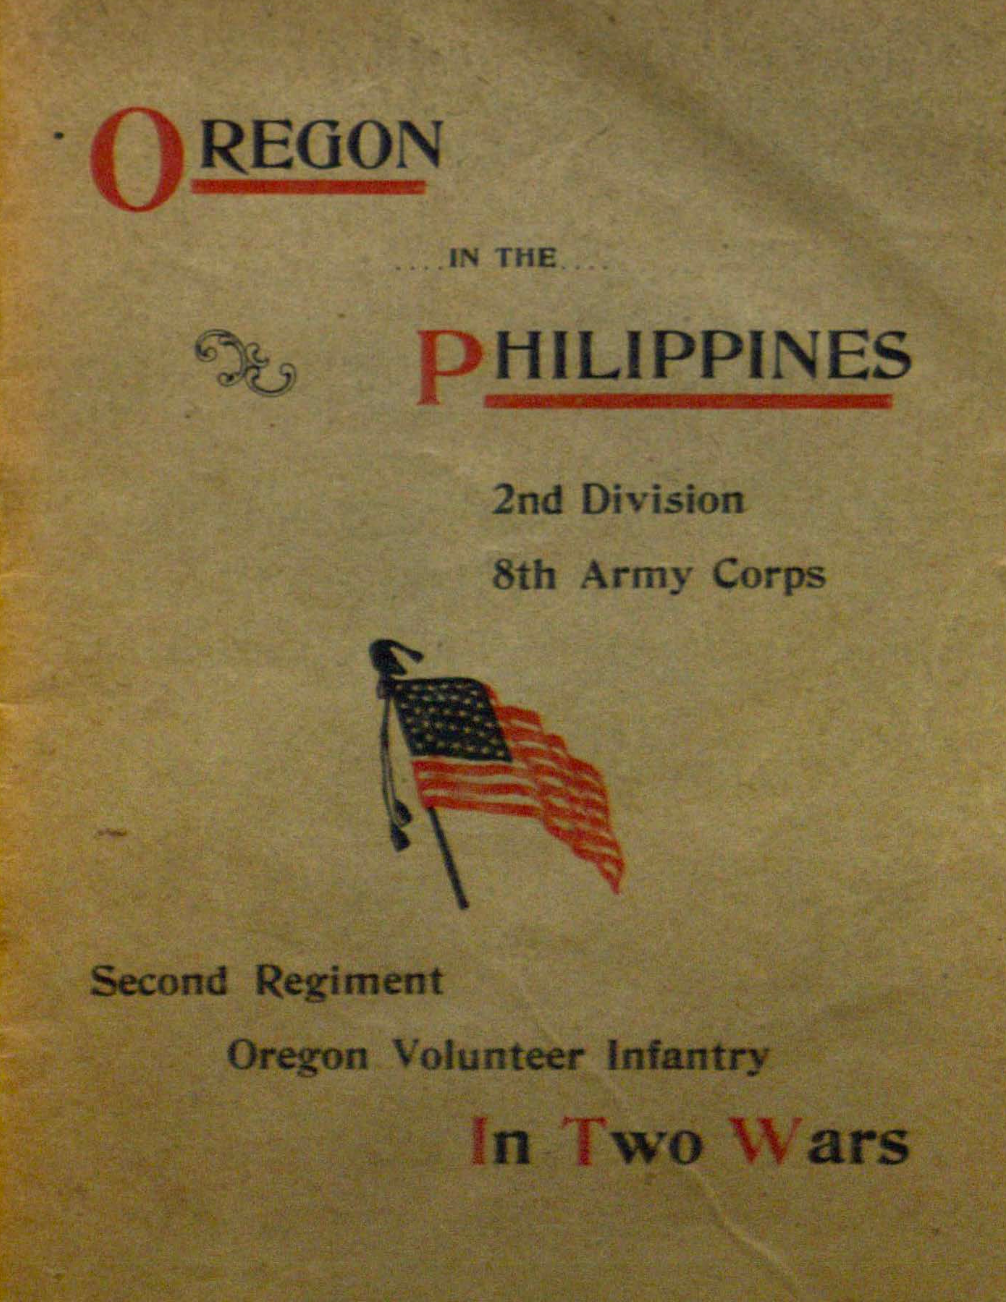 OREGON
....IN THE....
PHILIPPINES
2nd Division
8th Army Corps
Second Regiment
Oregon Volunteer Infantry
In Two Wars